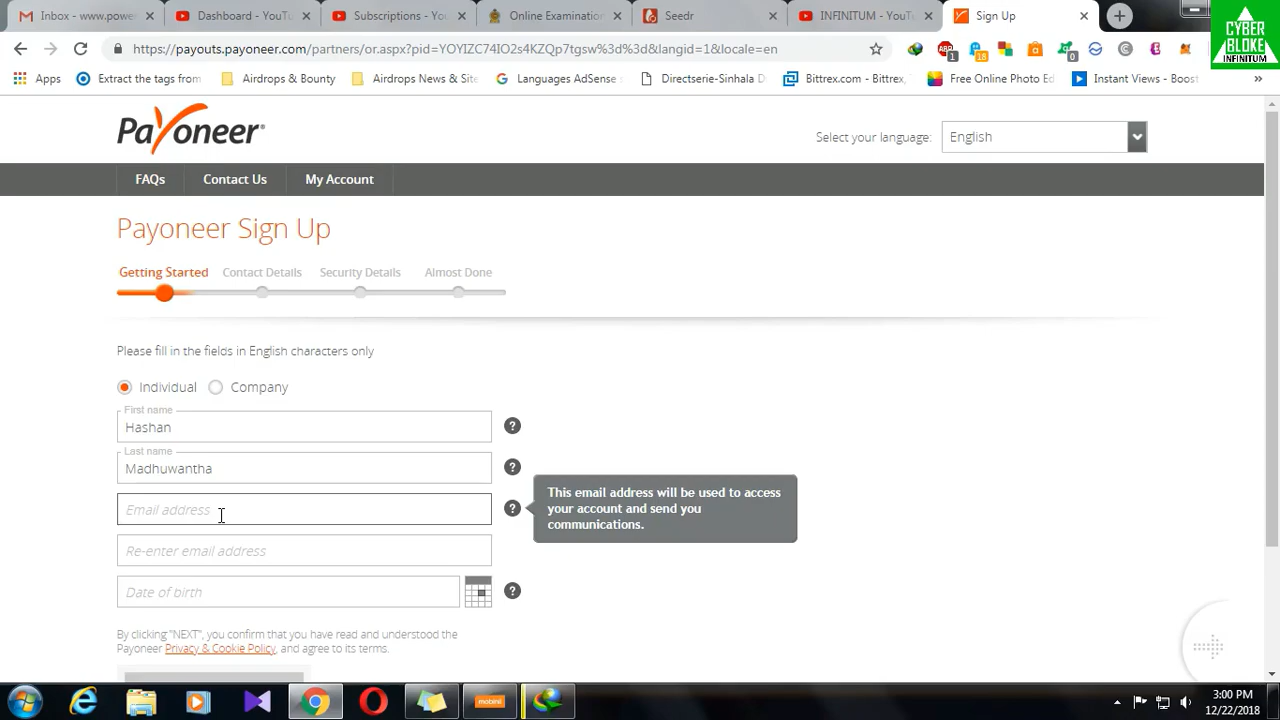 Inbox - www.power
Dashboard - YouTu
Subscriptions - You
Online Examination
Seedr
INFINITUM - YouTu
Sign Up
CYBER
BLOKE
INFINITUM
https://payouts.payoneer.com/partners/or.aspx?pid=YOYIZC74IO2s4KZQp7tgsw%3d%3d&langid=1&locale=en
1
18
0
Apps
Extract the tags from
Airdrops & Bounty
Airdrops News & Site
Languages AdSense
Directserie:Sinhala D
Bittrex.com - Bittrex,
Free Online Photo Ed
Instant Views - Boost
»
Payoneer
Select your language:
English
FAQs
Contact Us
My Account
Payoneer Sign Up
Getting Started
Contact Details
Security Details
Almost Done
Please fill in the fields in English characters only
Individual
Company
First name
Hashan
?
Last name
Madhuwantha
?
Email address
?
This email address will be used to access
your account and send you
communications.
Re-enter email address
Date of birth
?
By clicking "NEXT", you confirm that you have read and understood the
Payoneer Privacy & Cookie Policy, and agree to its terms.
mobinil
3:00 PM
12/22/2018